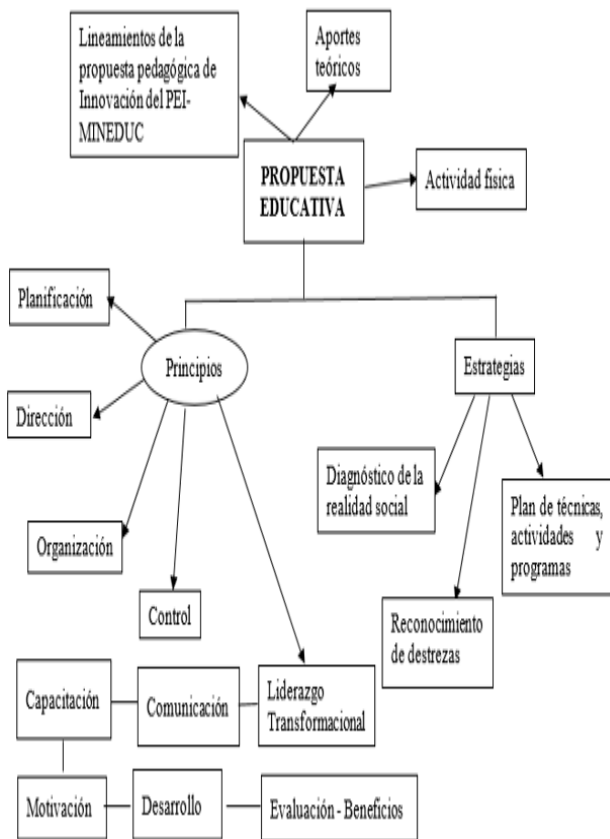 Lineamientos de la
propuesta pedagógica de
Innovación del PEI-
MINEDUC
Aportes
teóricos
PROPUESTA
EDUCATIVA
Actividad física
Planificación
Principios
Estrategias
Dirección
Diagnóstico de la
realidad social
Plan de técnicas,
actividades y
programas
Organización
Control
Reconocimiento
de destrezas
Capacitación
Comunicación
Liderazgo
Transformacional
Motivación
Desarrollo
Evaluación - Beneficios